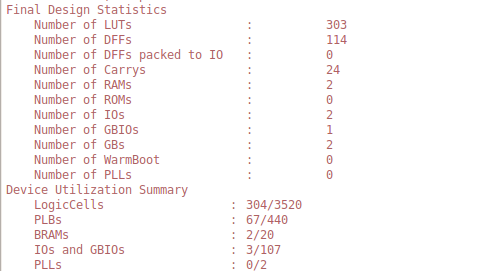 Final Design Statistics
Number of LUTs : 303
Number of DFFs : 114
Number of DFFs packed to IO : 0
Number of Carrys : 24
Number of RAMs : 2
Number of ROMs : 0
Number of IOs : 2
Number of GBIOs : 1
Number of GBs : 2
Number of WarmBoot : 0
Number of PLLs : 0
Device Utilization Summary
LogicCells : 304/3520
PLBs : 67/440
BRAMs : 2/20
IOs and GBIOs : 3/107
PLLs : 0/2